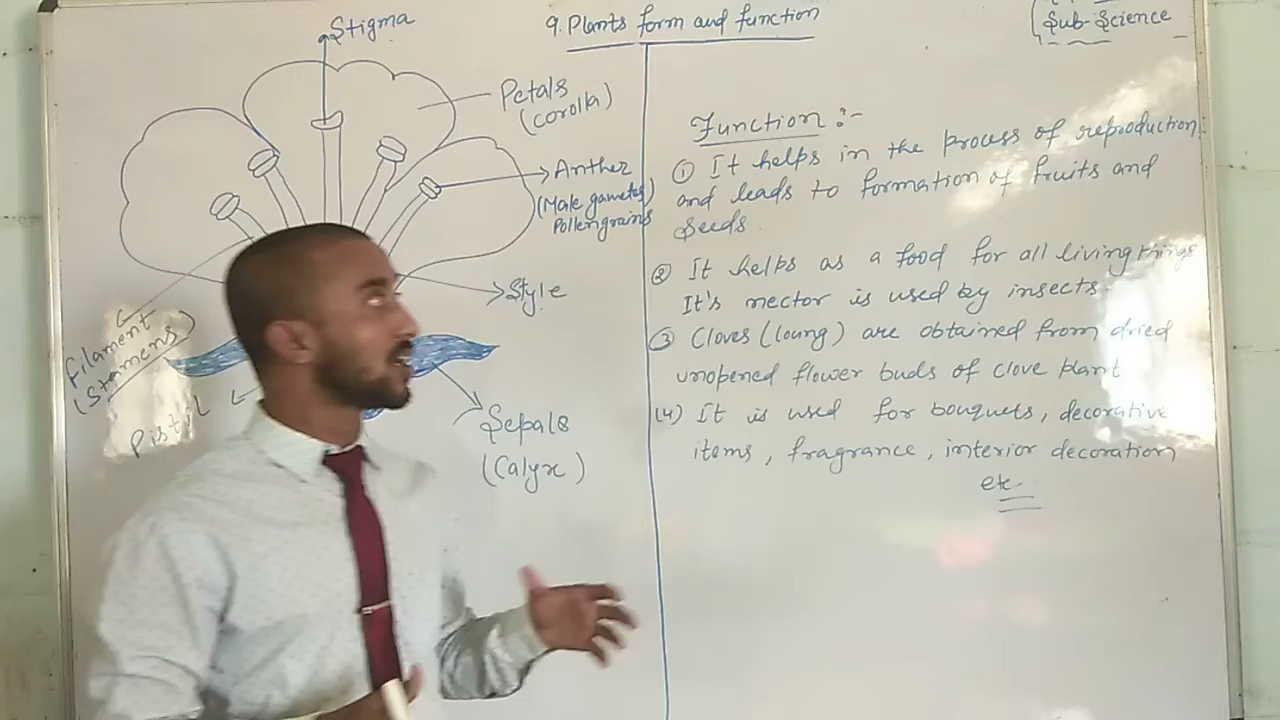 9. Plants form and function
Sub-Science
Stigma
Petals
(corolla)
Anther
(Male gametes)
Pollengrains
Style
Filament
(Stamens)
Sepals
(Calyx)
Function :-
① It helps in the process of reproduction
and leads to formation of fruits and
Seeds.
② It helps as a food for all living things
It's nector is used by insects.
③ Cloves (loung) are obtained from dried
unopened flower buds of clove plant
(4) It is used for bouquets, decorative
items, fragrance, interior decoration
etc.